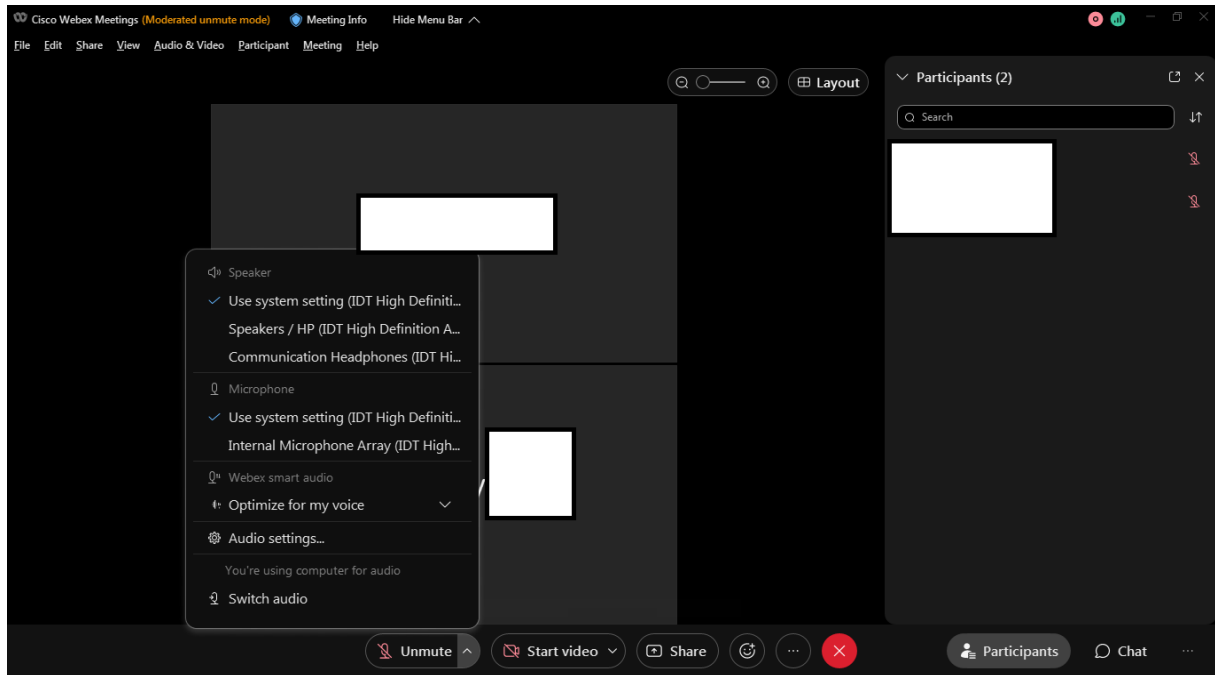 Cisco Webex Meetings (Moderated unmute mode) Meeting Info Hide Menu Bar
File Edit Share View Audio & Video Participant Meeting Help
Layout
Participants (2)
Search
Speaker
Use system setting (IDT High Definiti...
Speakers / HP (IDT High Definition A...
Communication Headphones (IDT Hi...
Microphone
Use system setting (IDT High Definiti...
Internal Microphone Array (IDT High...
Webex smart audio
Optimize for my voice
Audio settings...
You're using computer for audio
Switch audio
Unmute Start video Share ... Participants Chat ...